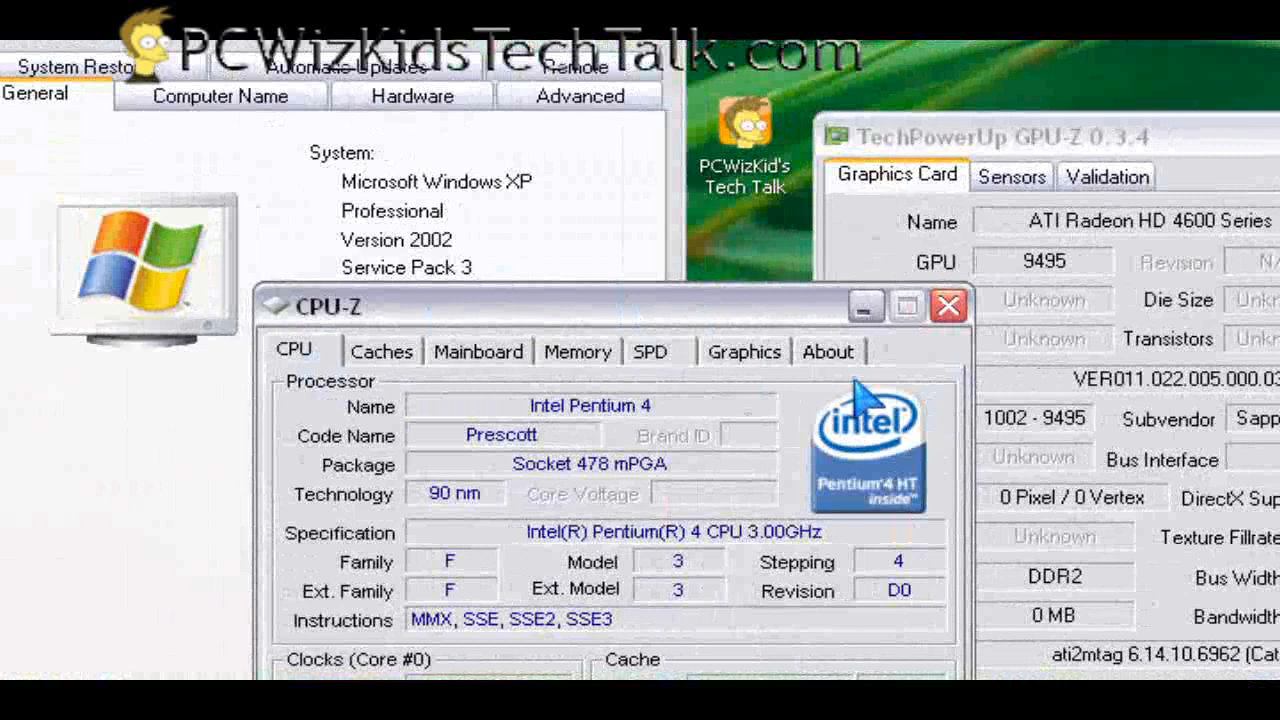 PCWizKidsTechTalk.com
System Resto
Automatic Updates
Remote
General
Computer Name
Hardware
Advanced
System:
Microsoft Windows XP
Professional
Version 2002
Service Pack 3
PCWizKid's
Tech Talk
TechPowerUp GPU-Z 0.3.4
Graphics Card
Sensors
Validation
Name ATI Radeon HD 4600 Series
GPU 9495 Revision N/
Unknown Die Size Unkn
Unknown Transistors Unkn
VER011.022.005.000.03
1002 - 9495 Subvendor Sapp
Unknown Bus Interface
0 Pixel / 0 Vertex DirectX Sup
Unknown Texture Fillrate
DDR2 Bus Width
0 MB Bandwidth
ati2mtag 6.14.10.6962 (Cat
CPU-Z
CPU Caches Mainboard Memory SPD Graphics About
Processor
Name Intel Pentium 4
Code Name Prescott Brand ID
Package Socket 478 mPGA
Technology 90 nm Core Voltage
intel
Pentium 4 HT
inside™
Specification Intel(R) Pentium(R) 4 CPU 3.00GHz
Family F Model 3 Stepping 4
Ext. Family F Ext. Model 3 Revision D0
Instructions MMX, SSE, SSE2, SSE3
Clocks (Core #0)
Cache